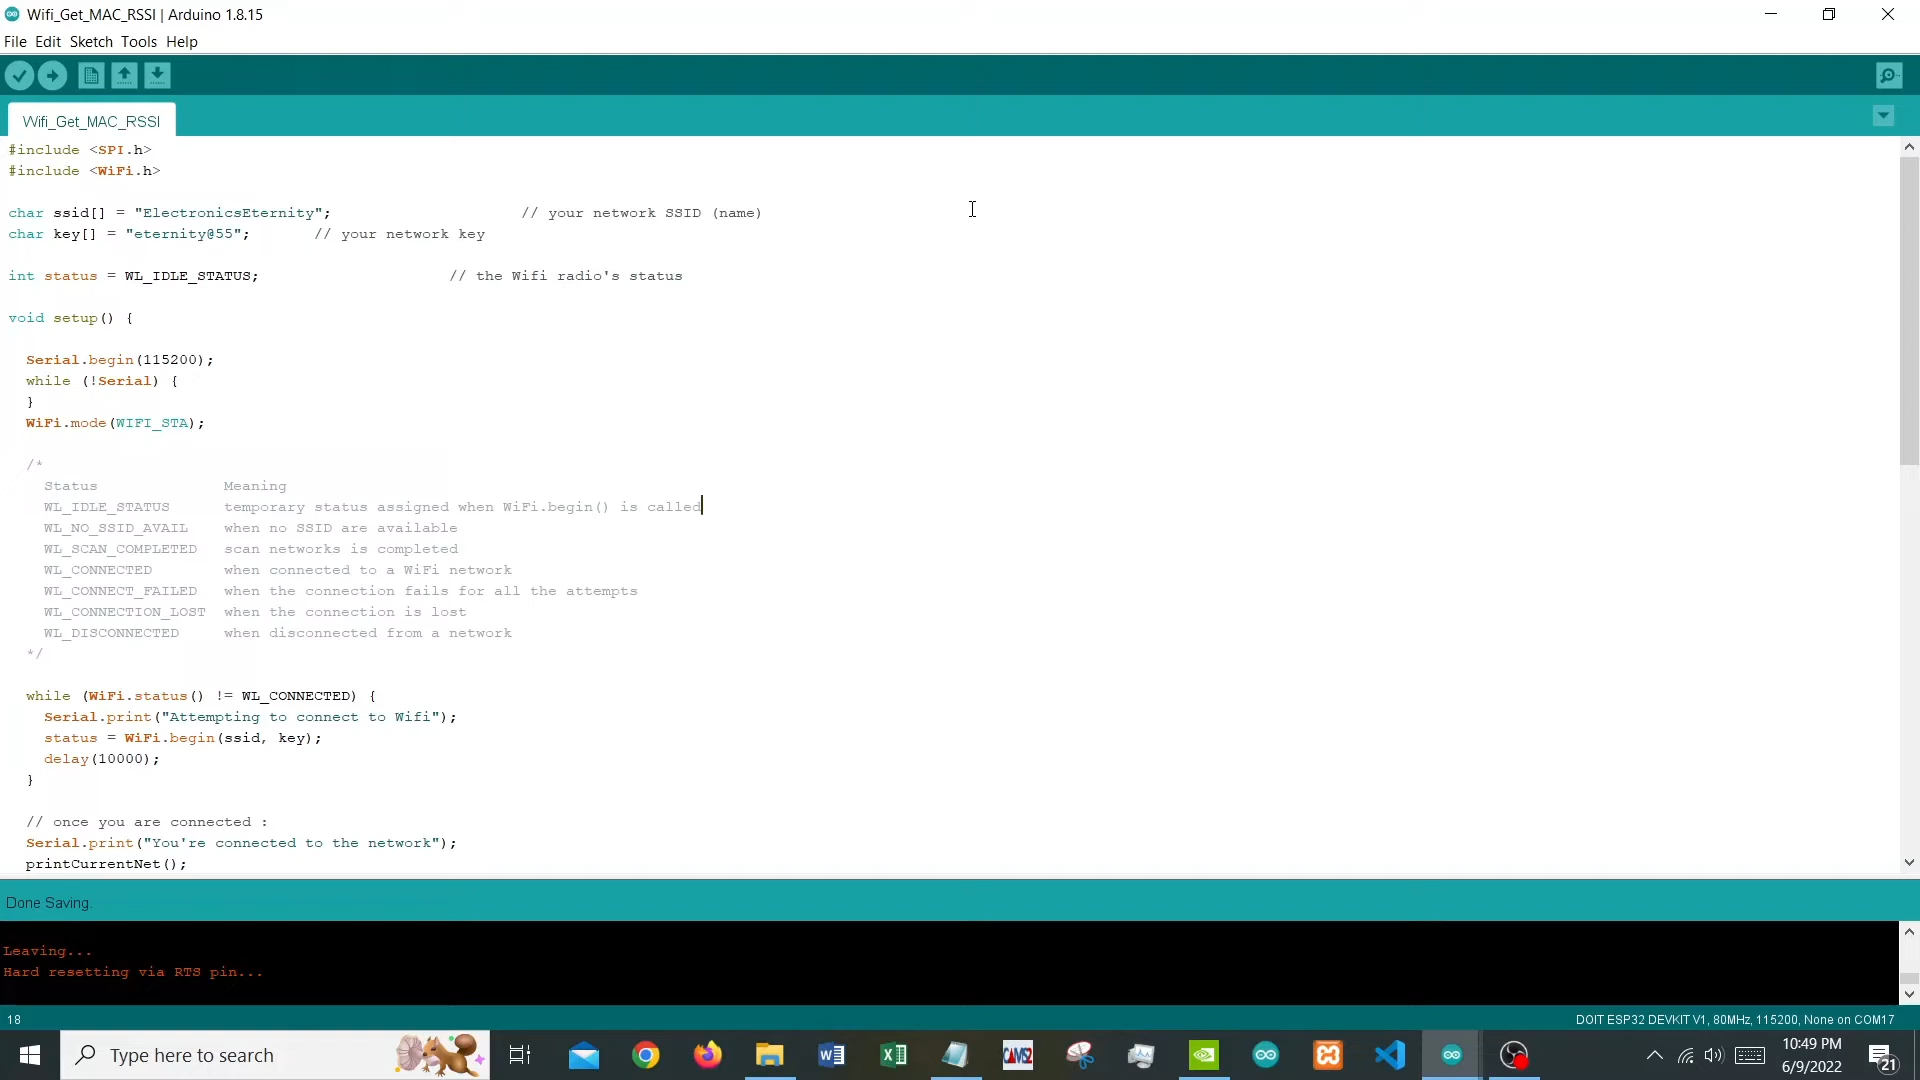 Wifi_Get_MAC_RSSI | Arduino 1.8.15
File Edit Sketch Tools Help
Wifi_Get_MAC_RSSI
#include <SPI.h>
#include <WiFi.h>
char ssid[] = "ElectronicsEternity"; // your network SSID (name)
char key[] = "eternity@55"; // your network key
int status = WL_IDLE_STATUS; // the Wifi radio's status
void setup() {
Serial.begin(115200);
while (!Serial) {
}
WiFi.mode(WIFI_STA);
/*
Status Meaning
WL_IDLE_STATUS temporary status assigned when WiFi.begin() is called
WL_NO_SSID_AVAIL when no SSID are available
WL_SCAN_COMPLETED scan networks is completed
WL_CONNECTED when connected to a WiFi network
WL_CONNECT_FAILED when the connection fails for all the attempts
WL_CONNECTION_LOST when the connection is lost
WL_DISCONNECTED when disconnected from a network
*/
while (WiFi.status() != WL_CONNECTED) {
Serial.print("Attempting to connect to Wifi");
status = WiFi.begin(ssid, key);
delay(10000);
}
// once you are connected :
Serial.print("You're connected to the network");
printCurrentNet();
Done Saving.
Leaving...
Hard resetting via RTS pin...
18 DOIT ESP32 DEVKIT V1, 80MHz, 115200, None on COM17
Type here to search
CAMS2
10:49 PM
6/9/2022
21